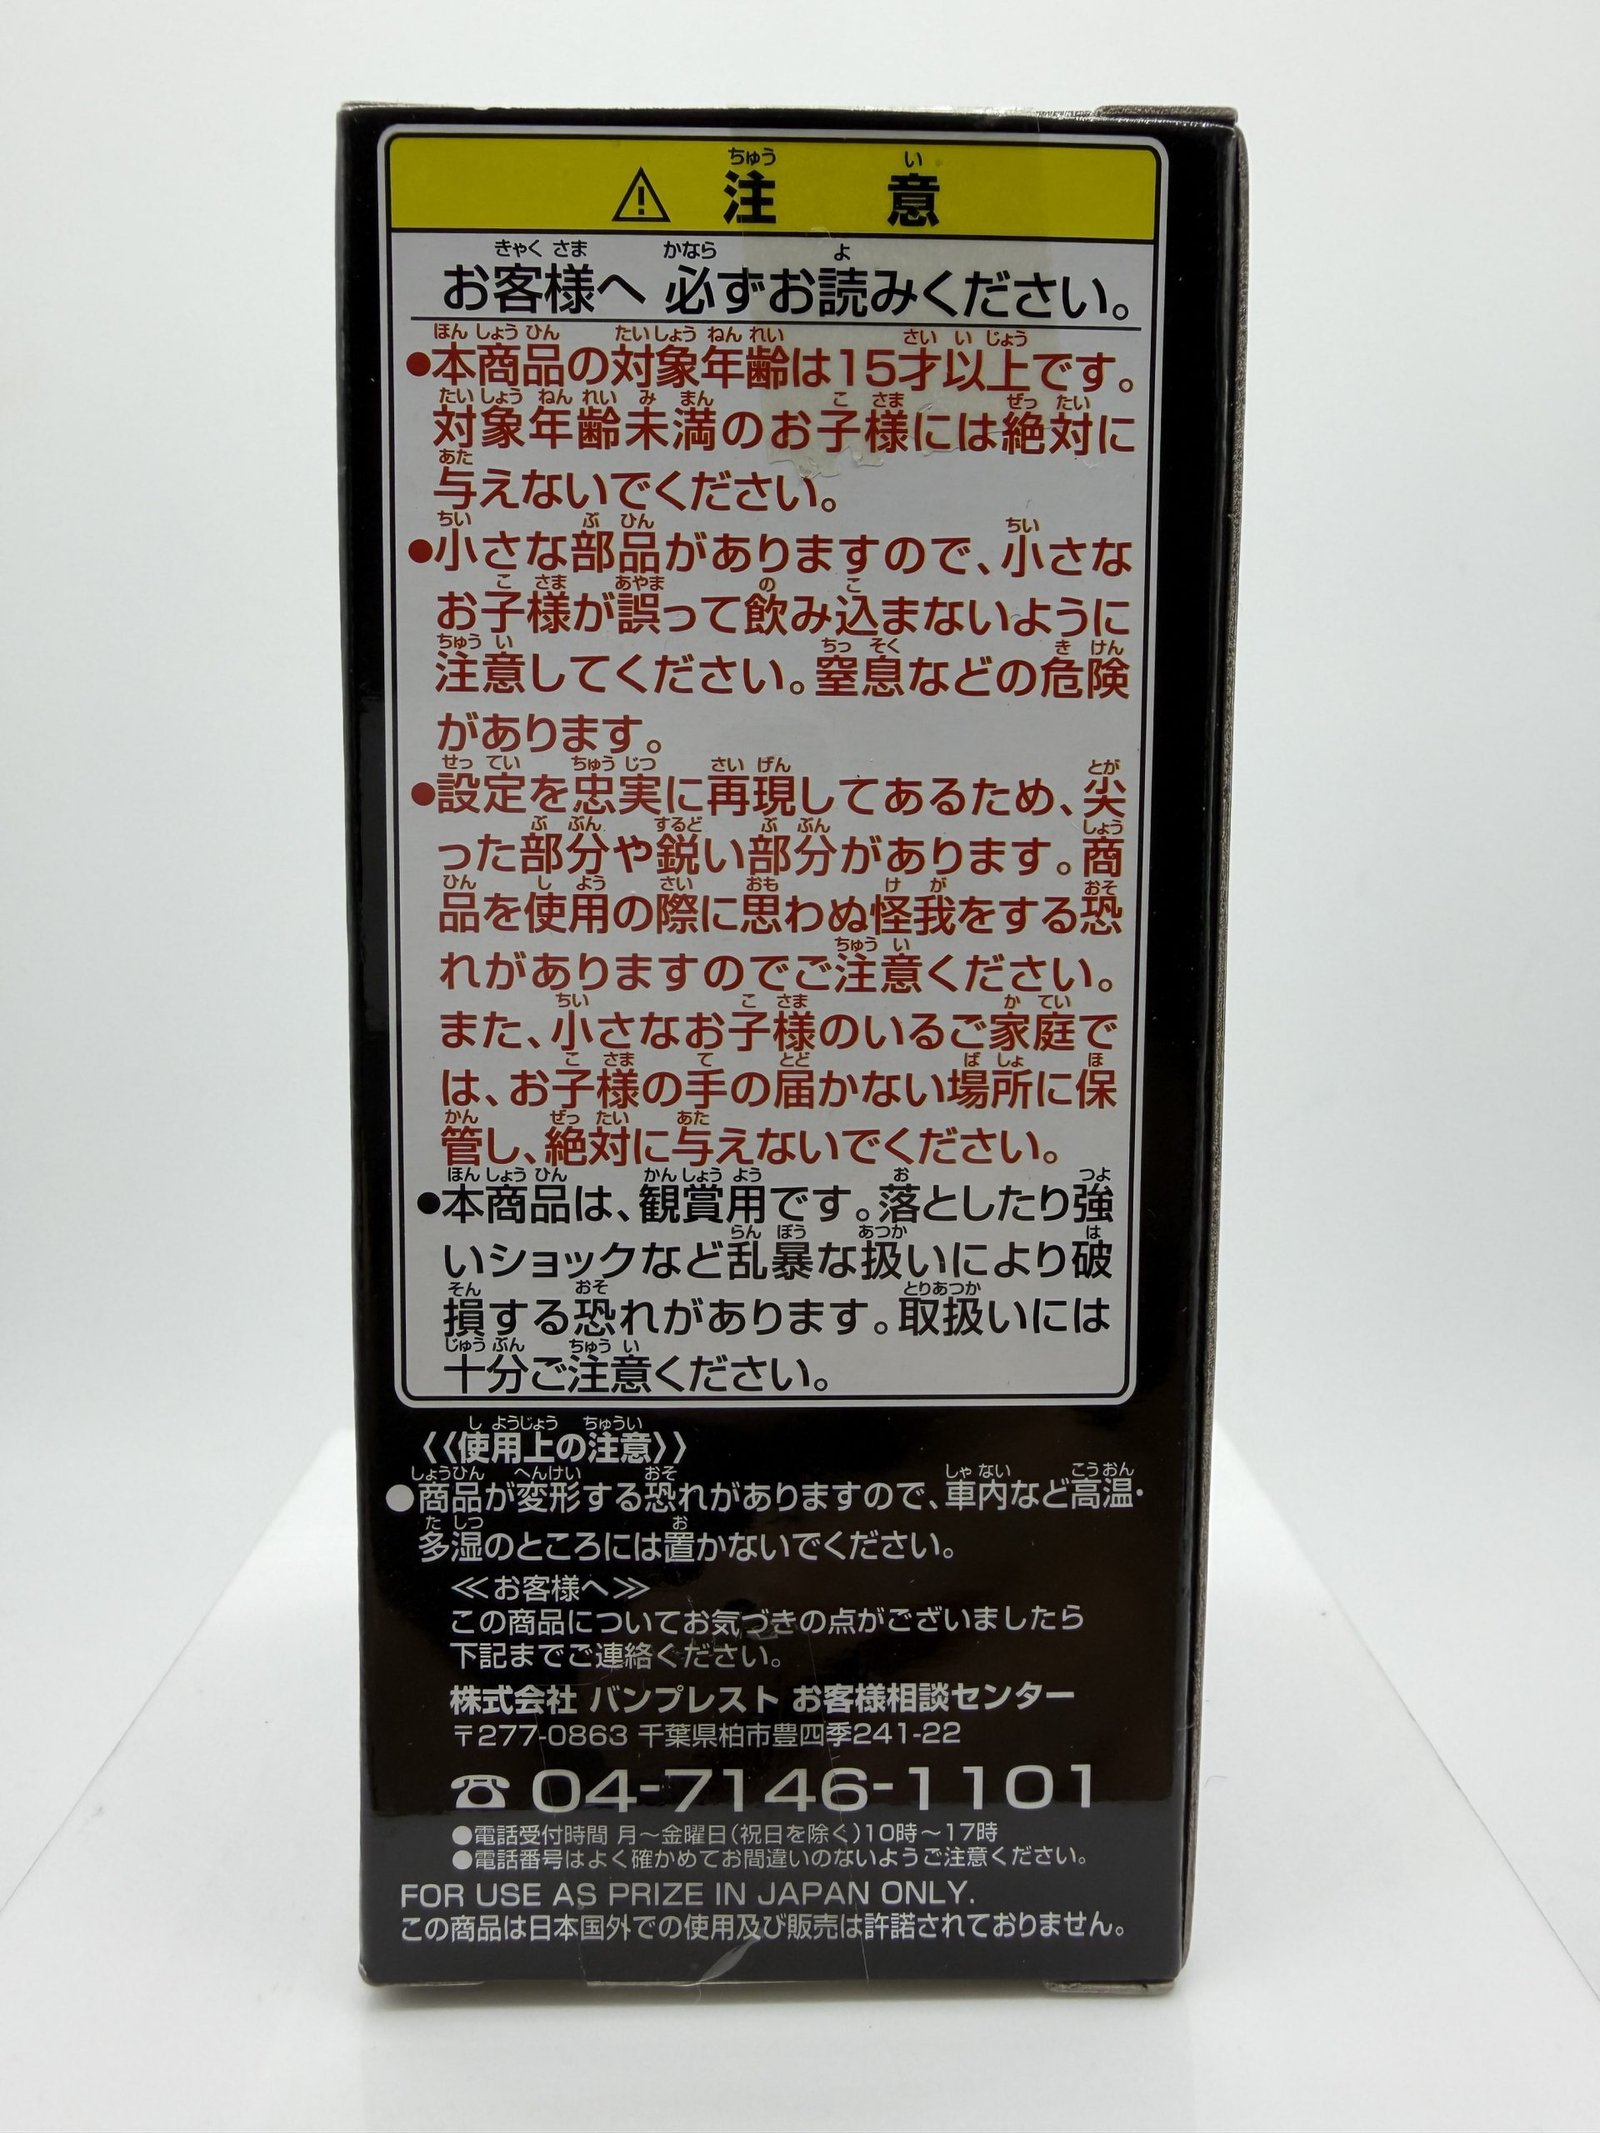 ⚠ 注意
お客様へ 必ずお読みください。
●本商品の対象年齢は15才以上です。
対象年齢未満のお子様には絶対に
与えないでください。
●小さな部品がありますので、小さな
お子様が誤って飲み込まないように
注意してください。窒息などの危険
があります。
●設定を忠実に再現してあるため、尖
った部分や鋭い部分があります。商
品を使用の際に思わぬ怪我をする恐
れがありますのでご注意ください。
また、小さなお子様のいるご家庭で
は、お子様の手の届かない場所に保
管し、絶対に与えないでください。
●本商品は、観賞用です。落としたり強
いショックなど乱暴な扱いにより破
損する恐れがあります。取扱いには
十分ご注意ください。
《使用上の注意》
●商品が変形する恐れがありますので、車内など高温・
多湿のところには置かないでください。
≪お客様へ≫
この商品についてお気づきの点がございましたら
下記までご連絡ください。
株式会社 バンプレスト お客様相談センター
〒277-0863 千葉県柏市豊四季241-22
☎ 04-7146-1101
●電話受付時間 月～金曜日(祝日を除く)10時～17時
●電話番号はよく確かめてお間違いのないようご注意ください。
FOR USE AS PRIZE IN JAPAN ONLY.
この商品は日本国外での使用及び販売は許諾されておりません。